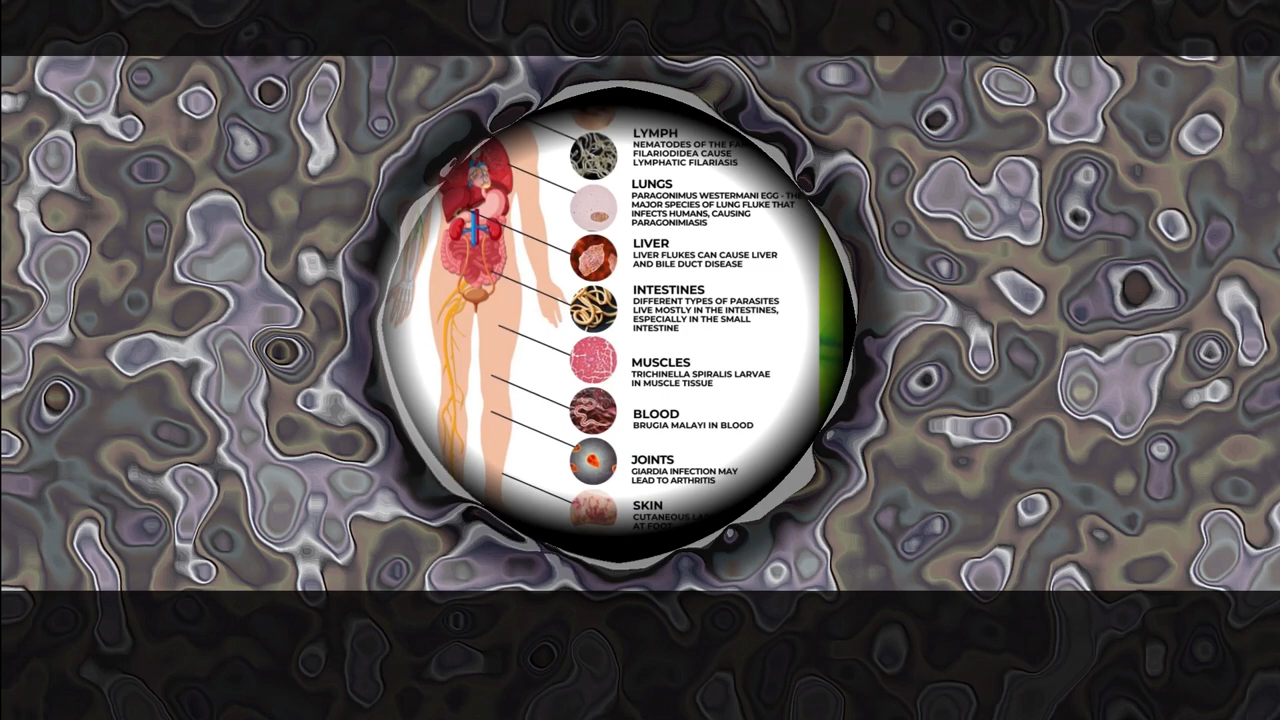 LYMPH
NEMATODES OF THE
FILARIODIDEA CAUSE
LYMPHATIC FILARIASIS
LUNGS
PARAGONIMUS WESTERMANI EGG - THE
MAJOR SPECIES OF LUNG FLUKE THAT
INFECTS HUMANS, CAUSING
PARAGONIMIASIS
LIVER
LIVER FLUKES CAN CAUSE LIVER
AND BILE DUCT DISEASE
INTESTINES
DIFFERENT TYPES OF PARASITES
LIVE MOSTLY IN THE INTESTINES,
ESPECIALLY IN THE SMALL
INTESTINE
MUSCLES
TRICHINELLA SPIRALIS LARVAE
IN MUSCLE TISSUE
BLOOD
BRUGIA MALAYI IN BLOOD
JOINTS
GIARDIA INFECTION MAY
LEAD TO ARTHRITIS
SKIN
CUTANEOUS
AT FOOT